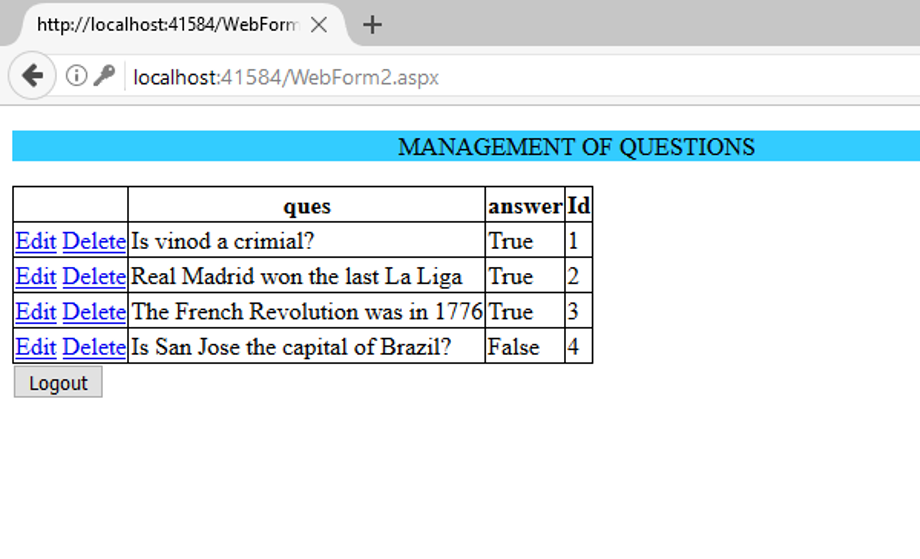 http://localhost:41584/WebForm
localhost:41584/WebForm2.aspx
MANAGEMENT OF QUESTIONS
ques answer Id
Edit Delete Is vinod a crimial? True 1
Edit Delete Real Madrid won the last La Liga True 2
Edit Delete The French Revolution was in 1776 True 3
Edit Delete Is San Jose the capital of Brazil? False 4
Logout